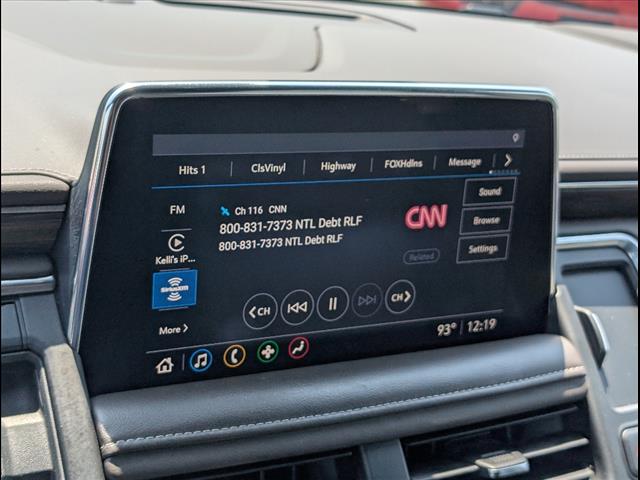 Hits 1 ClsVinyl Highway FOXHdlns Message
FM
Ch 116 CNN
800-831-7373 NTL Debt RLF
800-831-7373 NTL Debt RLF
CNN
Related
Sound
Browse
Settings
Kelli's iP...
SiriusXM
More
CH CH
93° 12:19